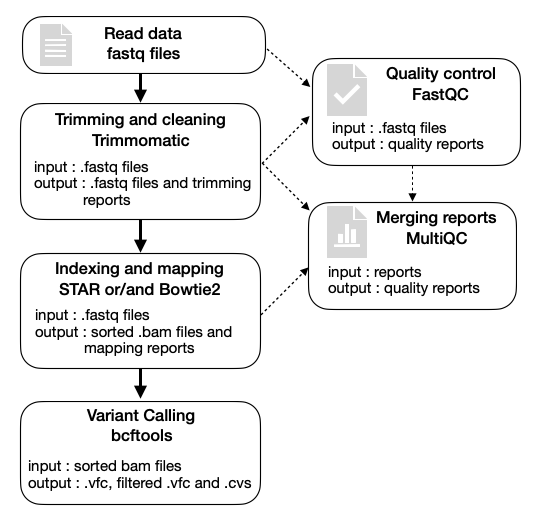 Read data
fastq files
Quality control
FastQC
input : .fastq files
output : quality reports
Trimming and cleaning
Trimmomatic
input : .fastq files
output : .fastq files and trimming
reports
Merging reports
MultiQC
input : reports
output : quality reports
Indexing and mapping
STAR or/and Bowtie2
input : .fastq files
output : sorted .bam files and
mapping reports
Variant Calling
bcftools
input : sorted bam files
output : .vfc, filtered .vfc and .cvs